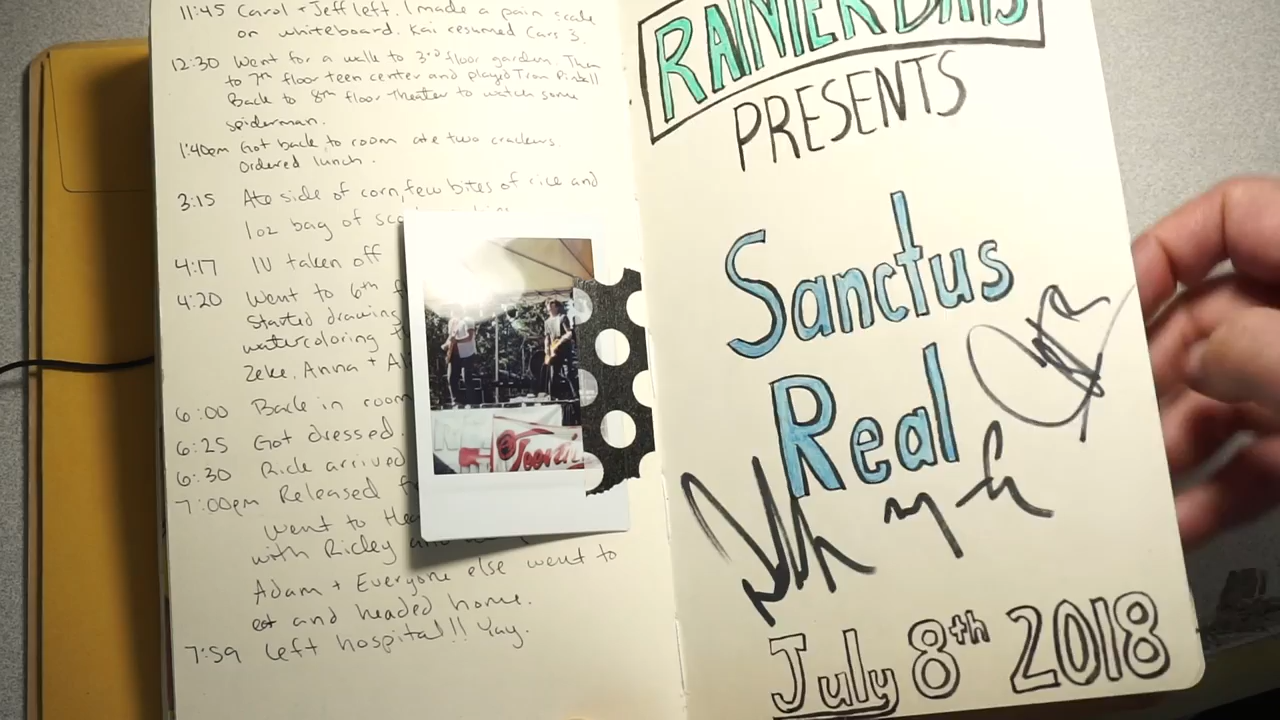 11:45 Carol + Jeff left. I made a pain scale
on whiteboard. Kai resumed Cars 3.
12:30 Went for a walk to 3rd floor garden. Then
to 7th floor teen center and played Tron Pinball
Back to 8th floor Theater to watch some
spiderman.
1:40pm Got back to room ate two crackers
Ordered lunch.
3:15 Ate side of corn, few bites of rice and
1oz bag of
4:17 IV taken off
4:20 Went to 6th
Started drawing
watercoloring
Zeke, Anna +
6:00 Back in room
6:25 Got dressed.
6:30 Ride arrived
7:00pm Released
Went to
with Ricley
Adam + Everyone else went to
eat and headed home.
7:59 Left hospital!! Yay.
RAINIER DAYS
PRESENTS
Sanctus
Real
July 8th 2018